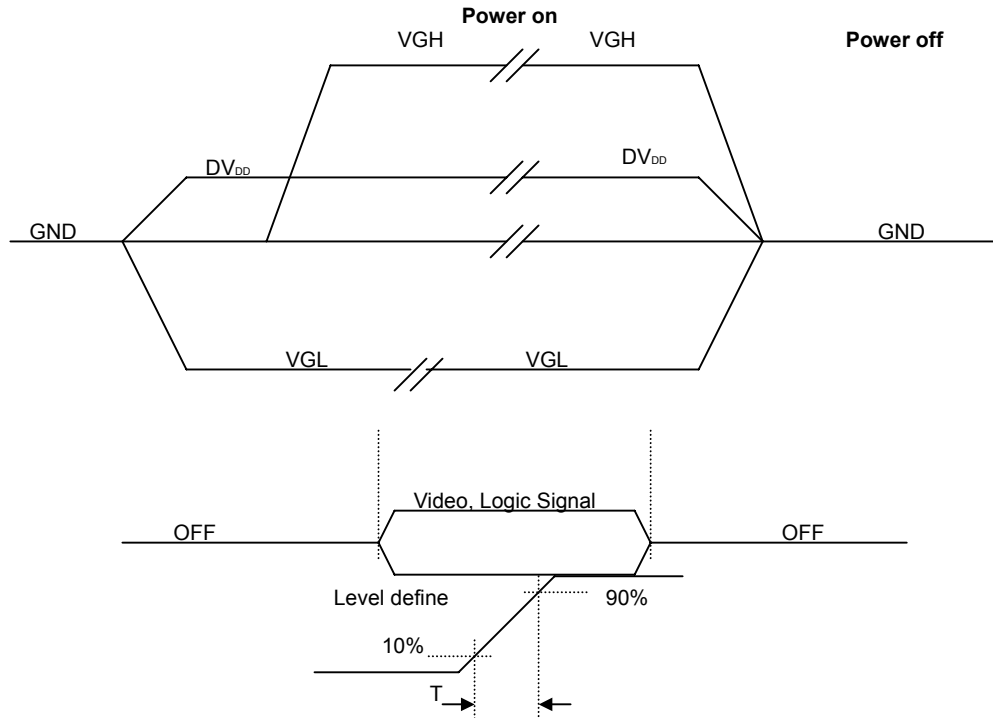 Power on
VGH VGH Power off
DVDD DVDD
GND GND
VGL VGL
Video, Logic Signal
OFF OFF
Level define 90%
10%
T